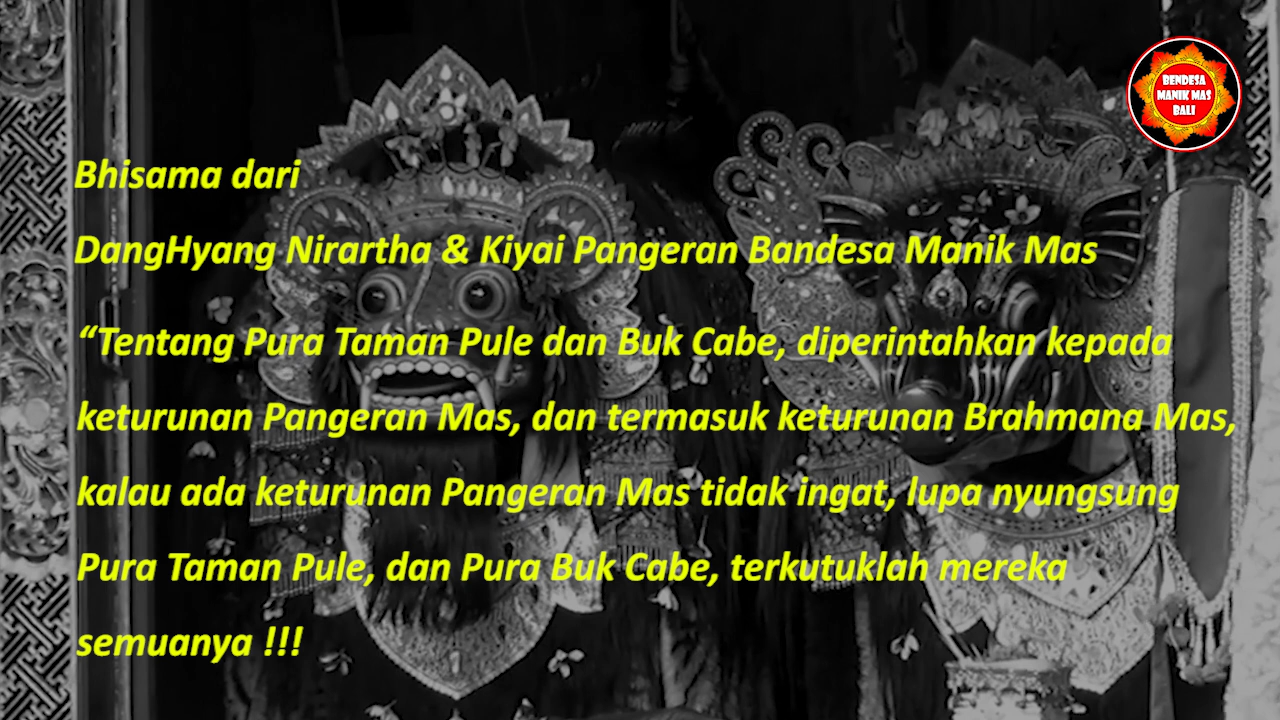 BENDESA
MANIK MAS
BALI
Bhisama dari
DangHyang Nirartha & Kiyai Pangeran Bandesa Manik Mas
“Tentang Pura Taman Pule dan Buk Cabe, diperintahkan kepada
keturunan Pangeran Mas, dan termasuk keturunan Brahmana Mas,
kalau ada keturunan Pangeran Mas tidak ingat, lupa nyungsung
Pura Taman Pule, dan Pura Buk Cabe, terkutuklah mereka
semuanya !!!